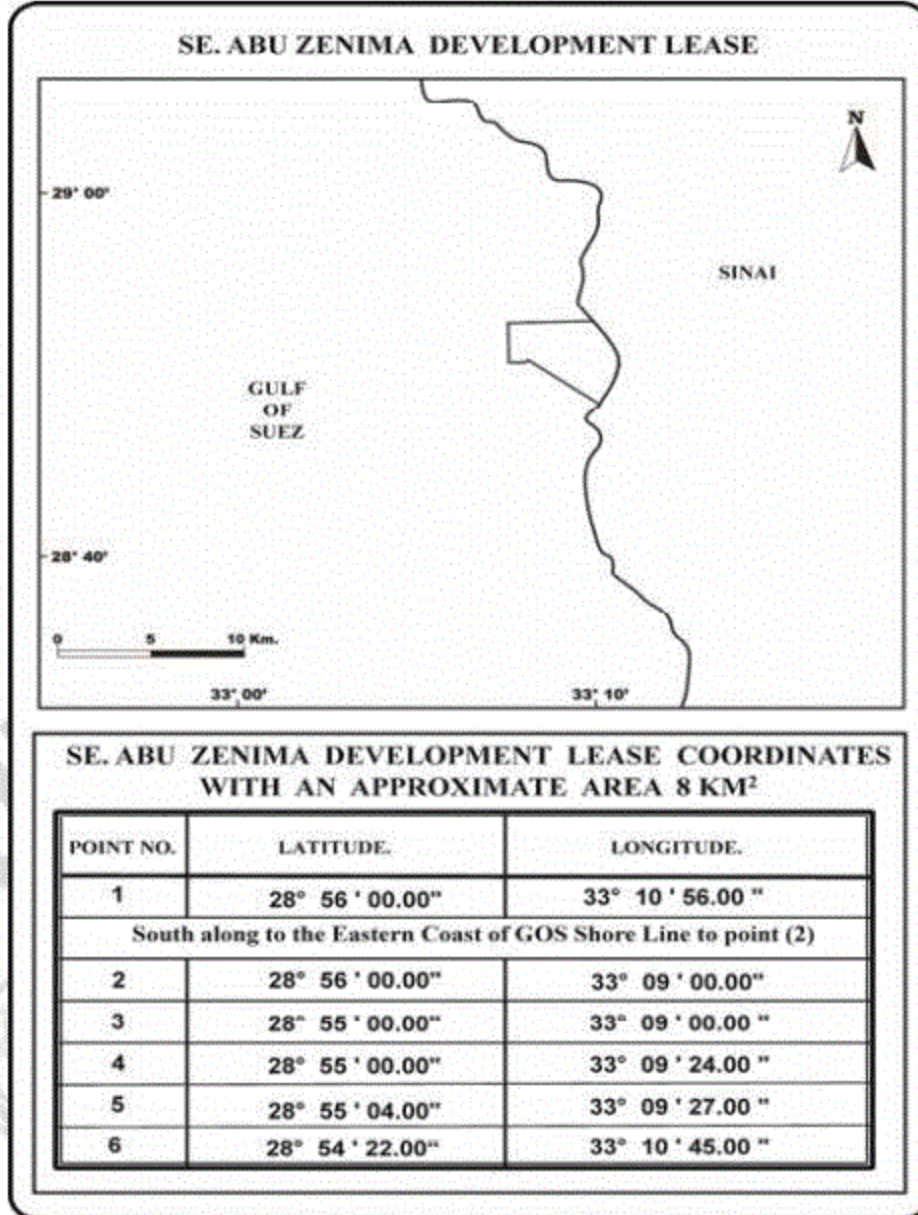 SE. ABU ZENIMA DEVELOPMENT LEASE
N
29° 00'
SINAI
GULF
OF
SUEZ
28° 40'
0 5 10 Km.
33° 00' 33° 10'
SE. ABU ZENIMA DEVELOPMENT LEASE COORDINATES
WITH AN APPROXIMATE AREA 8 KM²
POINT NO. LATITUDE. LONGITUDE.
1 28° 56 ' 00.00" 33° 10 ' 56.00 "
South along to the Eastern Coast of GOS Shore Line to point (2)
2 28° 56 ' 00.00" 33° 09 ' 00.00"
3 28° 55 ' 00.00" 33° 09 ' 00.00 "
4 28° 55 ' 00.00" 33° 09 ' 24.00 "
5 28° 55 ' 04.00" 33° 09 ' 27.00 "
6 28° 54 ' 22.00" 33° 10 ' 45.00 "